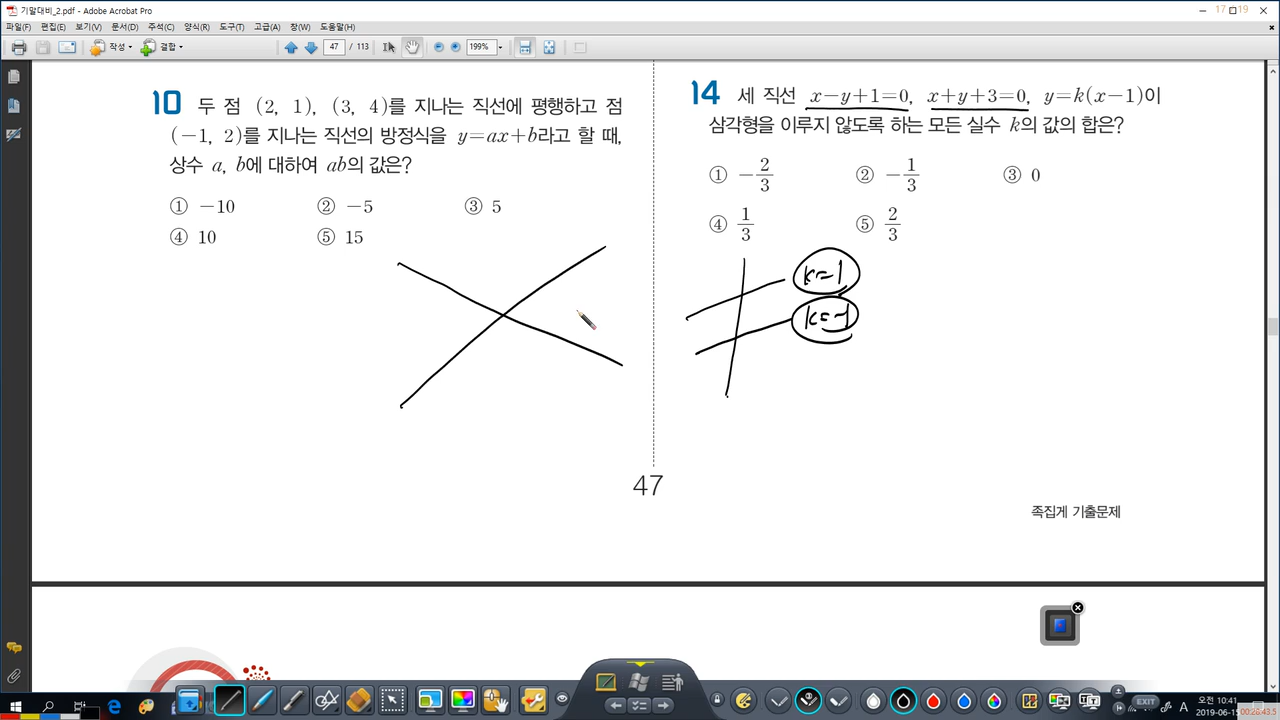 기말대비_2.pdf - Adobe Acrobat Pro
17 19
파일(F) 편집(E) 보기(V) 문서(D) 주석(C) 양식(R) 도구(T) 고급(A) 창(W) 도움말(H)
작성 결합 47 / 113 199%
10 두 점 (2, 1), (3, 4)를 지나는 직선에 평행하고 점
(−1, 2)를 지나는 직선의 방정식을 y=ax+b라고 할 때,
상수 a, b에 대하여 ab의 값은?
① −10 ② −5 ③ 5
④ 10 ⑤ 15
14 세 직선 x−y+1=0, x+y+3=0, y=k(x−1)이
삼각형을 이루지 않도록 하는 모든 실수 k의 값의 합은?
① −2/3 ② −1/3 ③ 0
④ 1/3 ⑤ 2/3
k=1
k=-1
47
족집게 기출문제
EXIT
A
오전 10:41
00:28:43.5